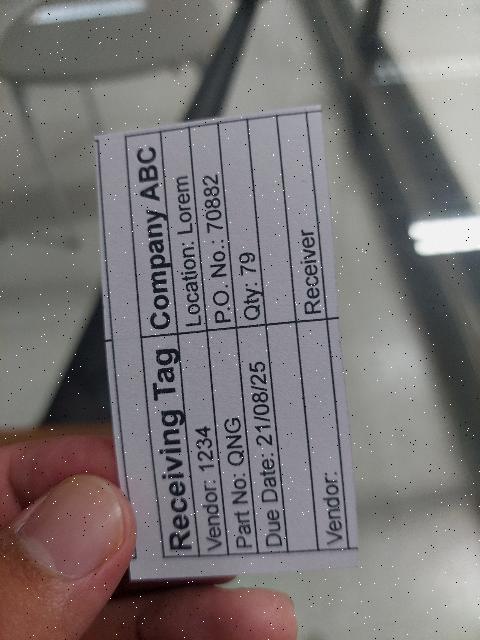 Receiving Tag Company ABC
Vendor: 1234 Location: Lorem
Part No: QNG P.O. No.: 70882
Due Date: 21/08/25 Qty: 79
Vendor: Receiver